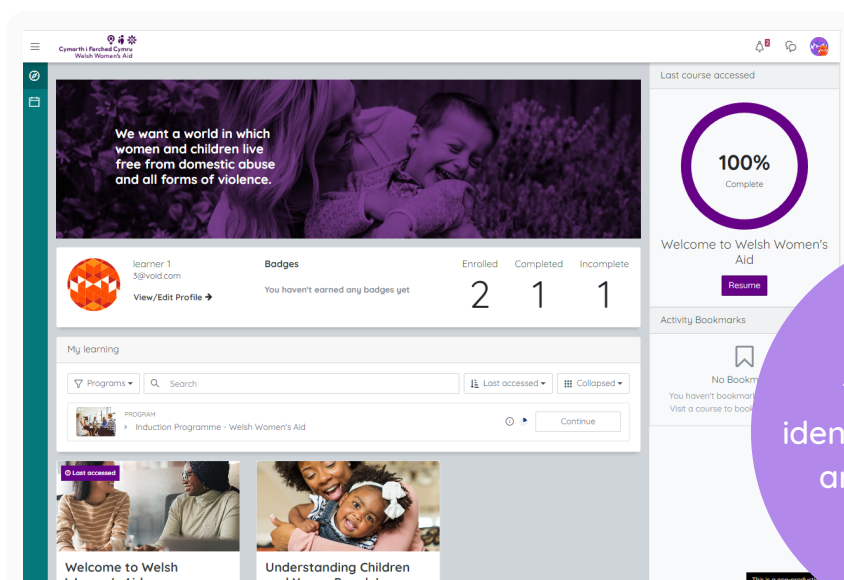 Cymorth i Ferched Cymru
Welsh Women's Aid
2
Last course accessed
We want a world in which
women and children live
free from domestic abuse
and all forms of violence.
100%
Complete
Welcome to Welsh Women's
Aid
Resume
learner 1
3@void.com
View/Edit Profile →
Badges
You haven't earned any badges yet
Enrolled Completed Incomplete
2 1 1
Activity Bookmarks
No Bookm
You haven't bookmar
Visit a course to book
My learning
Programs
Search
Last accessed
Collapsed
PROGRAM
Induction Programme - Welsh Women's Aid
Continue
iden
ar
Last accessed
Welcome to Welsh
Understanding Children